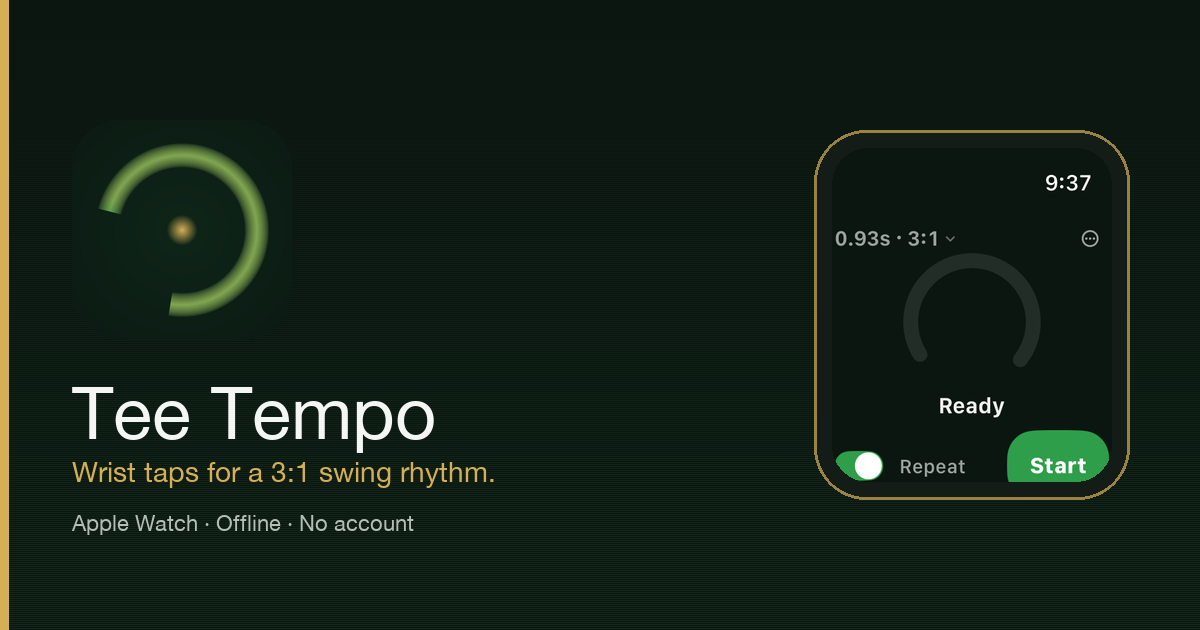 Tee Tempo
Wrist taps for a 3:1 swing rhythm.
Apple Watch · Offline · No account
9:37
0.93s · 3:1
Ready
Repeat
Start